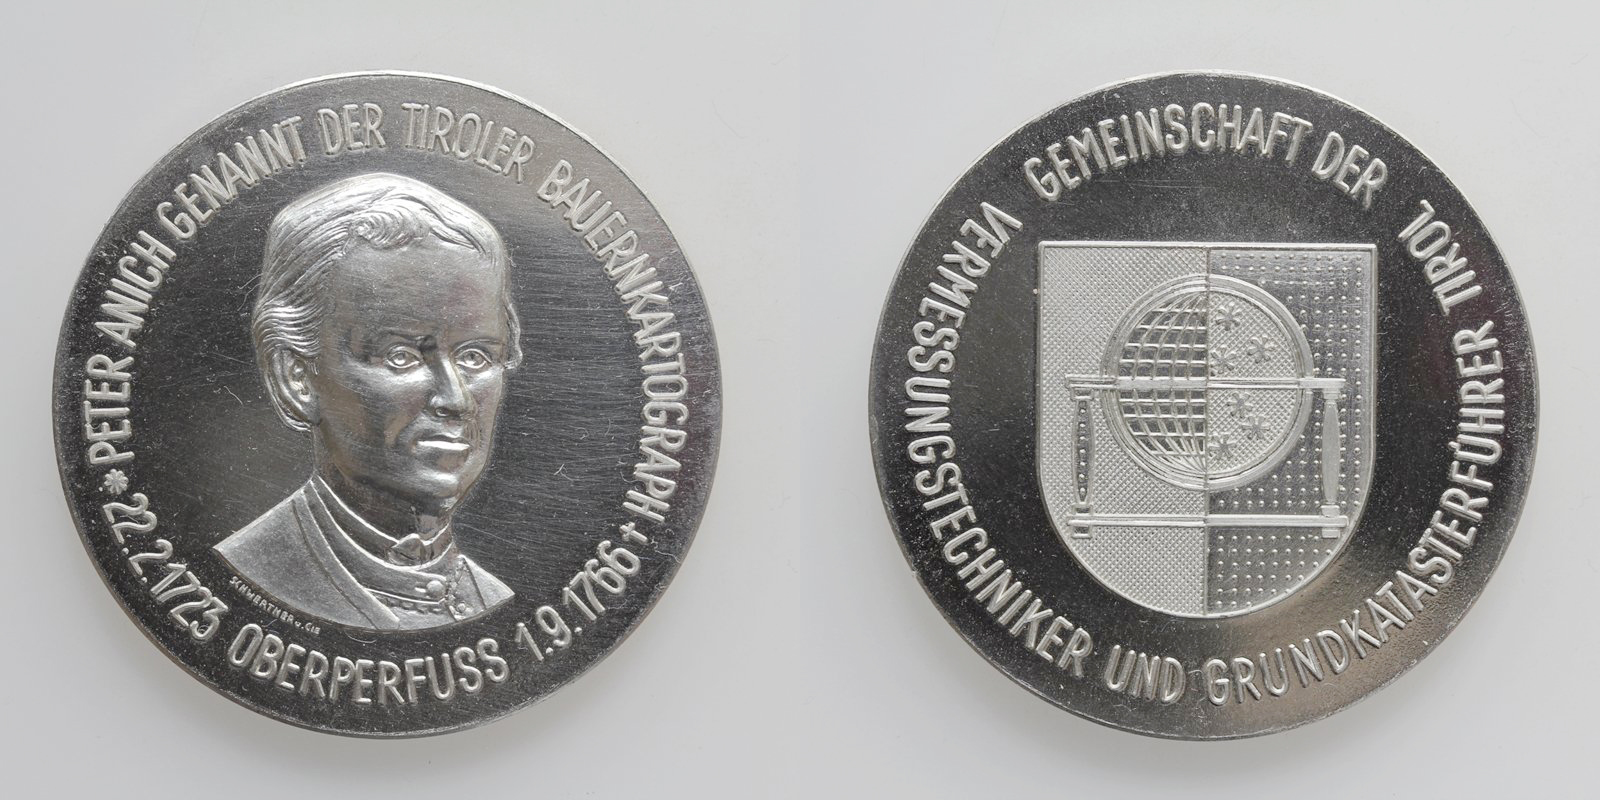 PETER ANICH GENANNT DER TIROLER BAUERNKARTOGRAPH †
* 22.2.1723 OBERPERFUSS 1.9.1766
SCHWERTNER u. CIE
GEMEINSCHAFT DER
VERMESSUNGSTECHNIKER UND GRUNDKATASTERFÜHRER TIROL